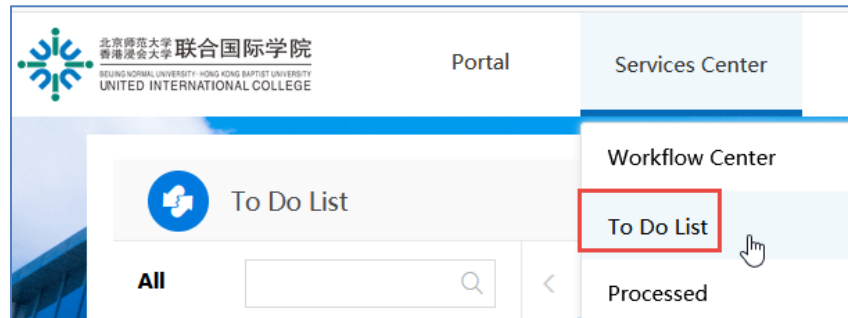 北京师范大学
香港浸会大学
联合国际学院
BEIJING NORMAL UNIVERSITY·HONG KONG BAPTIST UNIVERSITY
UNITED INTERNATIONAL COLLEGE
Portal
Services Center
Workflow Center
To Do List
To Do List
All
Processed